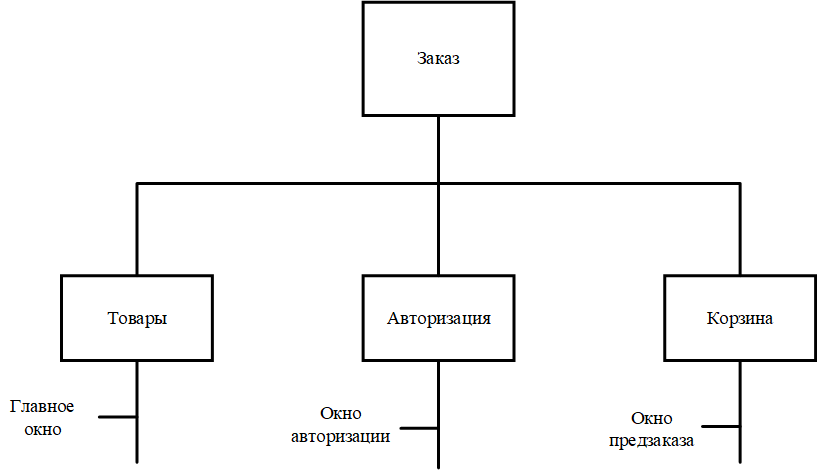 Заказ
Товары
Авторизация
Корзина
Главное
окно
Окно
авторизации
Окно
предзаказа